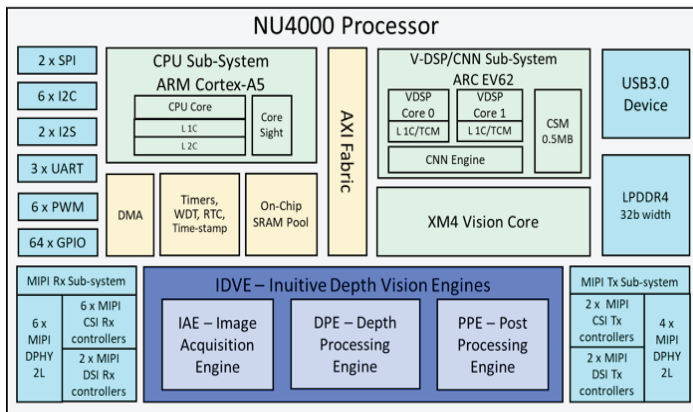 NU4000 Processor
2 x SPI
6 x I2C
2 x I2S
3 x UART
6 x PWM
64 x GPIO
CPU Sub-System
ARM Cortex-A5
CPU Core
L 1C
L 2C
Core
Sight
DMA
Timers,
WDT, RTC,
Time-stamp
On-Chip
SRAM Pool
AXI Fabric
V-DSP/CNN Sub-System
ARC EV62
VDSP
Core 0
L 1C/TCM
VDSP
Core 1
L 1C/TCM
CNN Engine
CSM
0.5MB
XM4 Vision Core
USB3.0
Device
LPDDR4
32b width
MIPI Rx Sub-system
6 x
MIPI
DPHY
2L
6 x MIPI
CSI Rx
controllers
2 x MIPI
DSI Rx
controllers
IDVE – Inuitive Depth Vision Engines
IAE – Image
Acquisition
Engine
DPE – Depth
Processing
Engine
PPE – Post
Processing
Engine
MIPI Tx Sub-system
2 x MIPI
CSI Tx
controllers
2 x MIPI
DSI Tx
controllers
4 x
MIPI
DPHY
2L